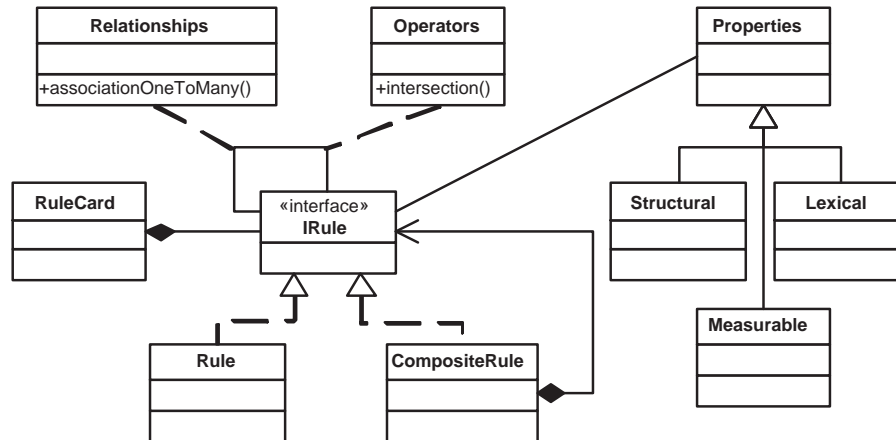 Relationships
+associationOneToMany()
Operators
+intersection()
Properties
RuleCard
«interface»
IRule
Structural
Lexical
Rule
CompositeRule
Measurable